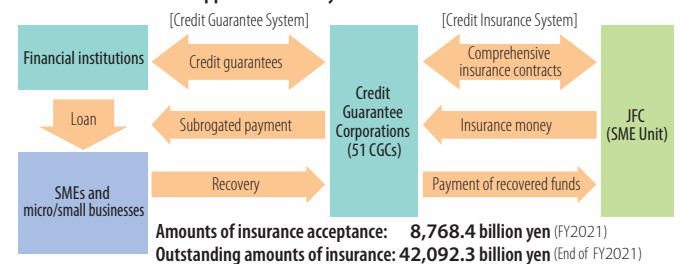 [Credit Guarantee System]
[Credit Insurance System]
Financial institutions
Credit guarantees
Comprehensive
insurance contracts
Loan
Subrogated payment
Credit
Guarantee
Corporations
(51 CGCs)
Insurance money
JFC
(SME Unit)
SMEs and
micro/small businesses
Recovery
Payment of recovered funds
Amounts of insurance acceptance: 8,768.4 billion yen (FY2021)
Outstanding amounts of insurance: 42,092.3 billion yen (End of FY2021)